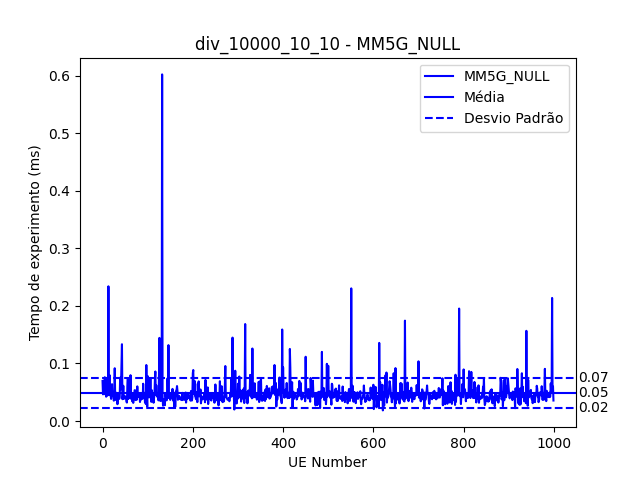 div_10000_10_10 - MM5G_NULL
MM5G_NULL
Média
Desvio Padrão
Tempo de experimento (ms)
0.6
0.5
0.4
0.3
0.2
0.1
0.0
0.07
0.05
0.02
0 200 400 600 800 1000
UE Number